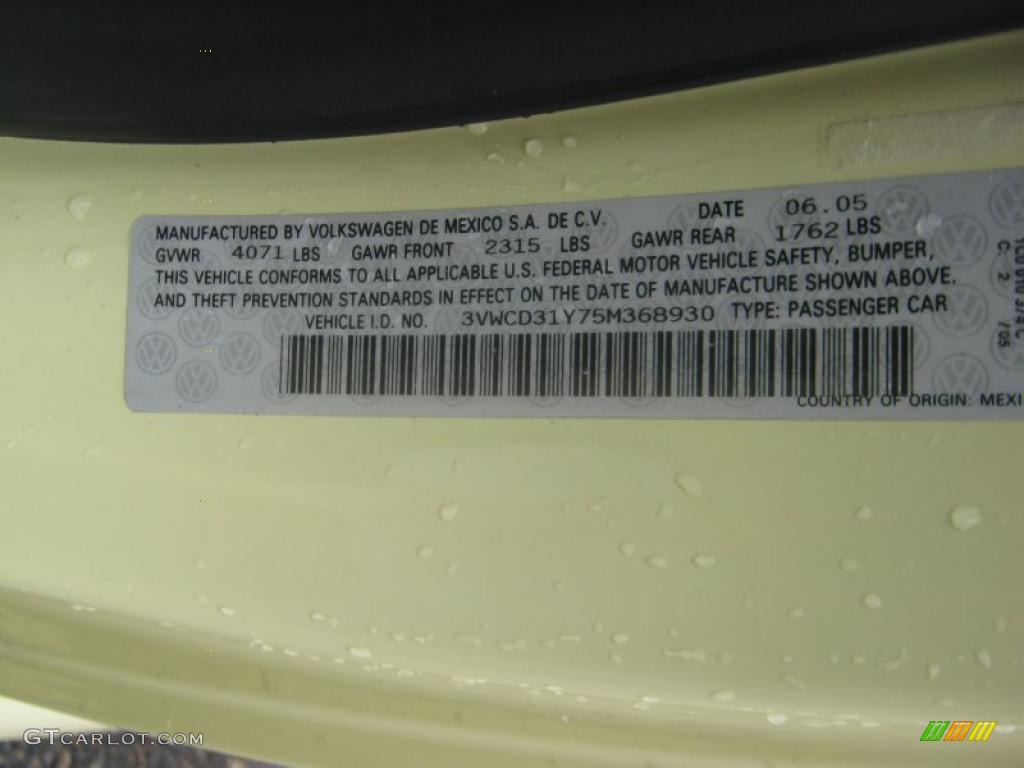 MANUFACTURED BY VOLKSWAGEN DE MEXICO S.A. DE C.V. DATE 06.05
GVWR 4071 LBS GAWR FRONT 2315 LBS GAWR REAR 1762 LBS
THIS VEHICLE CONFORMS TO ALL APPLICABLE U.S. FEDERAL MOTOR VEHICLE SAFETY, BUMPER,
AND THEFT PREVENTION STANDARDS IN EFFECT ON THE DATE OF MANUFACTURE SHOWN ABOVE.
VEHICLE I.D. NO. 3VWCD31Y75M368930 TYPE: PASSENGER CAR
COUNTRY OF ORIGIN: MEXI
GTCARLOT.COM